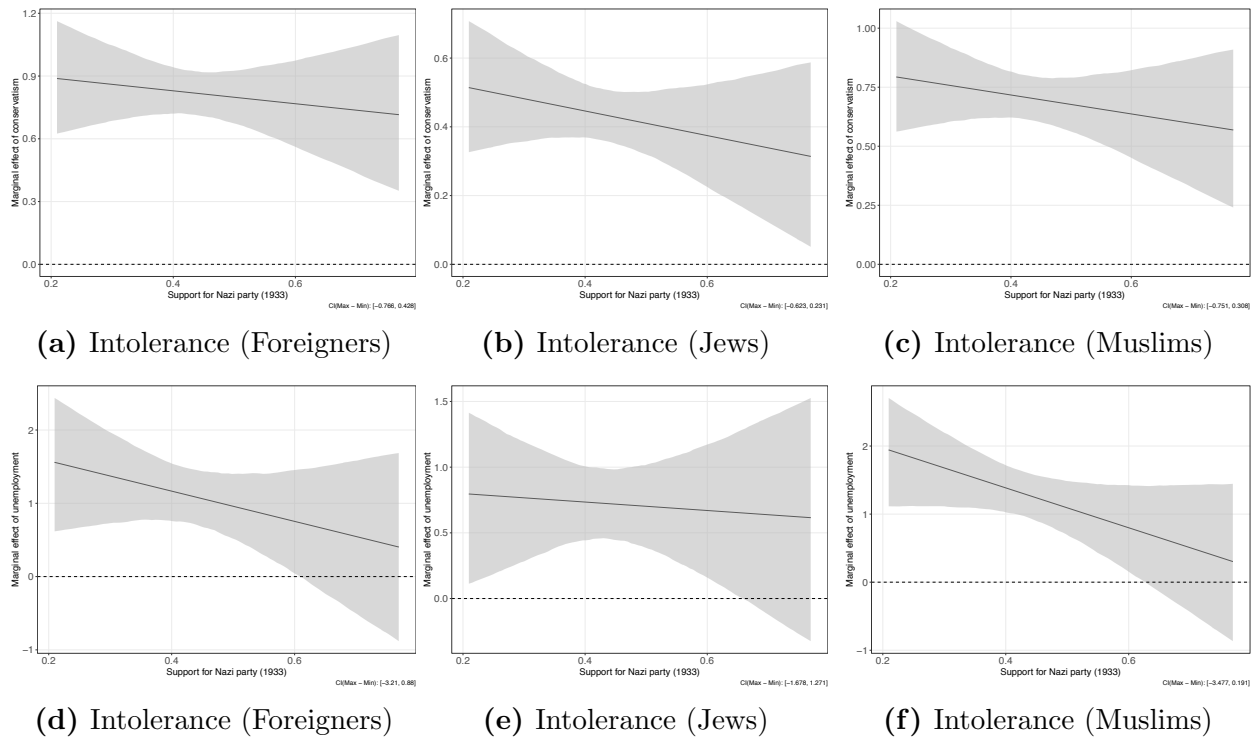 Marginal effect of conservatism
1.2
0.9
0.6
0.3
0.0
0.2 0.4 0.6
Support for Nazi party (1933)
CI(Max − Min): [−0.766, 0.428]
(a) Intolerance (Foreigners)
Marginal effect of conservatism
0.6
0.4
0.2
0.0
0.2 0.4 0.6
Support for Nazi party (1933)
CI(Max − Min): [−0.623, 0.231]
(b) Intolerance (Jews)
Marginal effect of conservatism
1.00
0.75
0.50
0.25
0.00
0.2 0.4 0.6
Support for Nazi party (1933)
CI(Max − Min): [−0.751, 0.308]
(c) Intolerance (Muslims)
Marginal effect of unemployment
2
1
0
−1
0.2 0.4 0.6
Support for Nazi party (1933)
CI(Max − Min): [−3.21, 0.88]
(d) Intolerance (Foreigners)
Marginal effect of unemployment
1.5
1.0
0.5
0.0
0.2 0.4 0.6
Support for Nazi party (1933)
CI(Max − Min): [−1.678, 1.271]
(e) Intolerance (Jews)
Marginal effect of unemployment
2
1
0
−1
0.2 0.4 0.6
Support for Nazi party (1933)
CI(Max − Min): [−3.477, 0.191]
(f) Intolerance (Muslims)